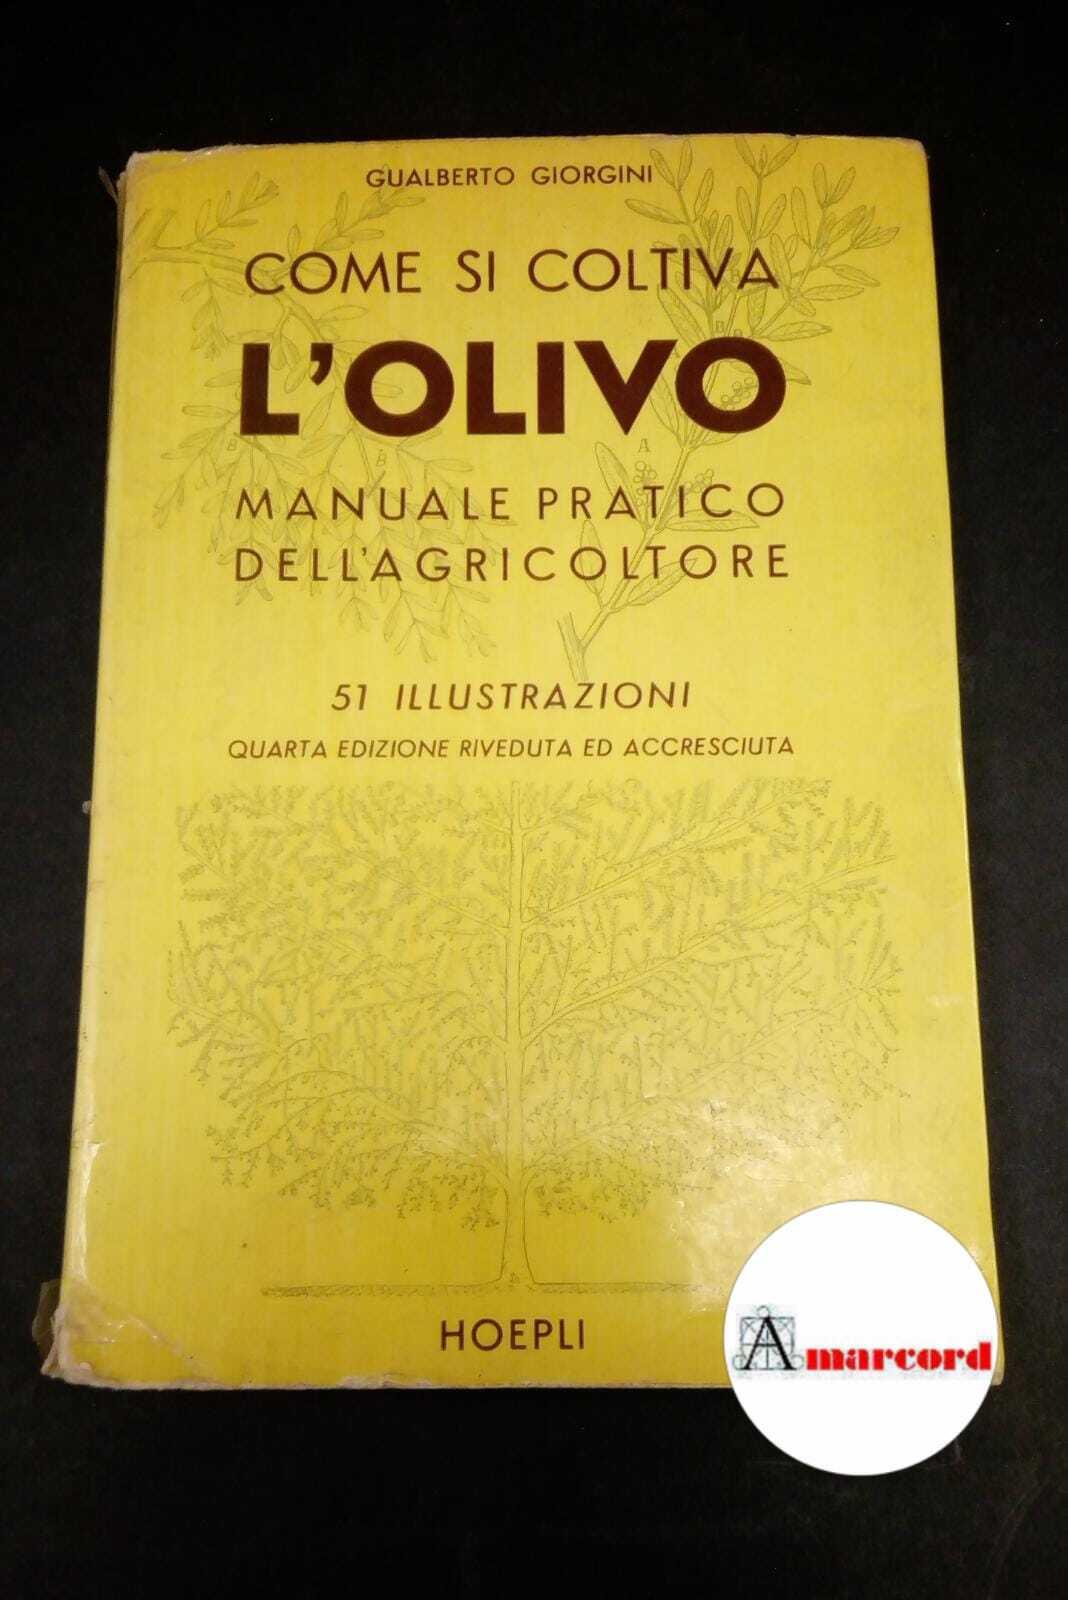 GUALBERTO GIORGINI
COME SI COLTIVA
L'OLIVO
MANUALE PRATICO
DELL'AGRICOLTORE
51 ILLUSTRAZIONI
QUARTA EDIZIONE RIVEDUTA ED ACCRESCIUTA
HOEPLI
Amarcord